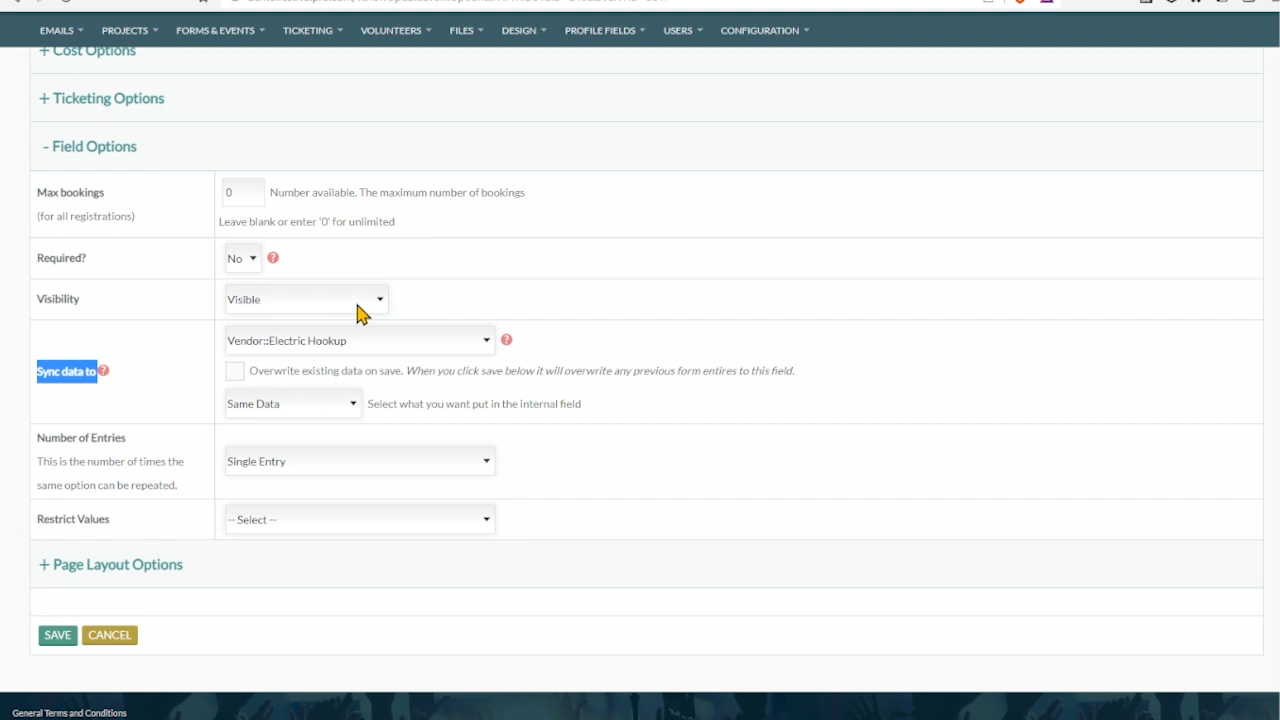 EMAILS PROJECTS FORMS & EVENTS TICKETING VOLUNTEERS FILES DESIGN PROFILE FIELDS USERS CONFIGURATION
+ Cost Options
+ Ticketing Options
- Field Options
Max bookings
(for all registrations)
0 Number available. The maximum number of bookings
Leave blank or enter '0' for unlimited
Required?
No ?
Visibility
Visible
Sync data to ?
Vendor::Electric Hookup ?
Overwrite existing data on save. When you click save below it will overwrite any previous form entires to this field.
Same Data Select what you want put in the internal field
Number of Entries
This is the number of times the
same option can be repeated.
Single Entry
Restrict Values
-- Select --
+ Page Layout Options
SAVE CANCEL
General Terms and Conditions